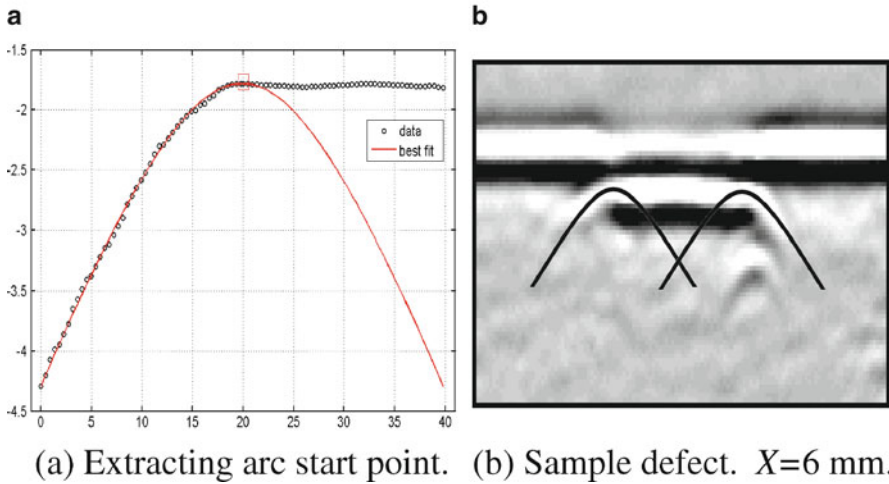 a
b
-1.5
-2
-2.5
-3
-3.5
-4
-4.5
0 5 10 15 20 25 30 35 40
data
best fit
(a) Extracting arc start point. (b) Sample defect. X=6 mm.